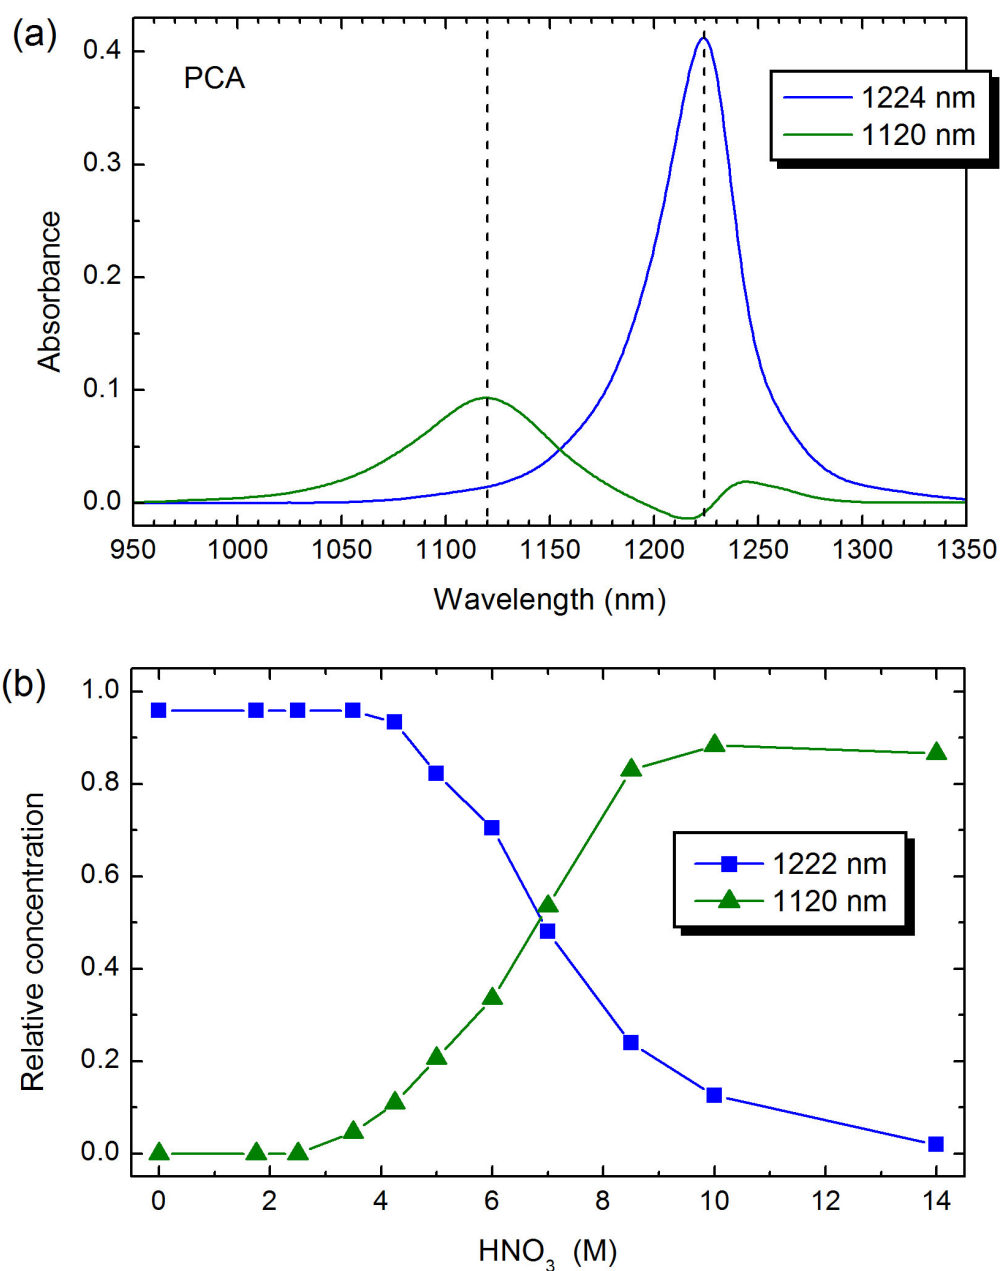 (a)
PCA
1224 nm
1120 nm
Absorbance
0.4
0.3
0.2
0.1
0.0
950 1000 1050 1100 1150 1200 1250 1300 1350
Wavelength (nm)
(b)
1222 nm
1120 nm
Relative concentration
1.0
0.8
0.6
0.4
0.2
0.0
0 2 4 6 8 10 12 14
HNO₃ (M)